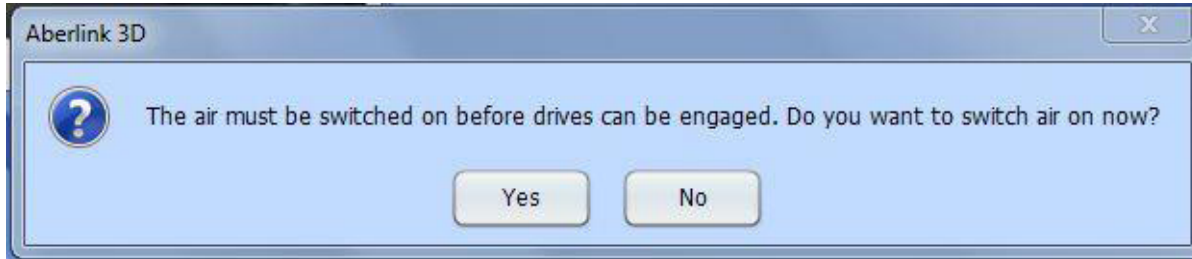 Aberlink 3D
The air must be switched on before drives can be engaged. Do you want to switch air on now?
Yes
No